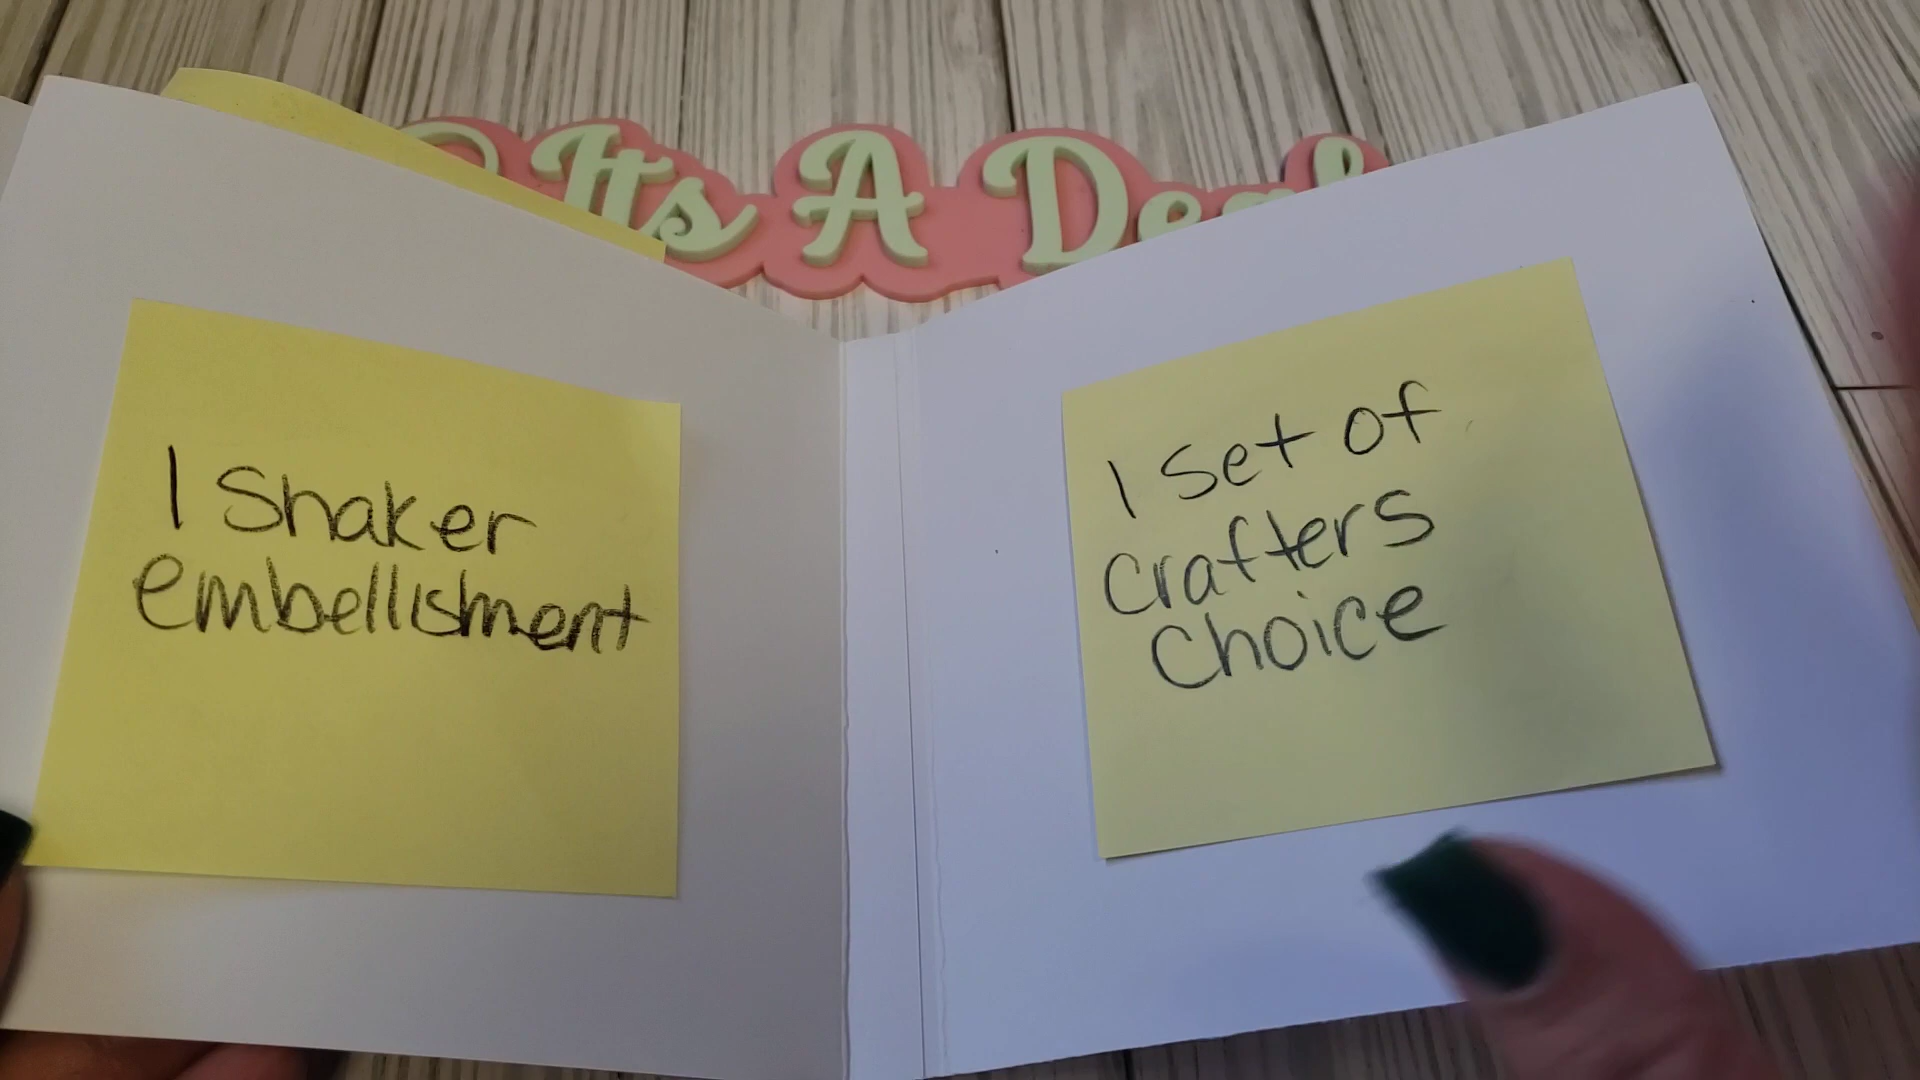 Its A Deal
1 Shaker
embellishment
1 Set of
Crafters
Choice